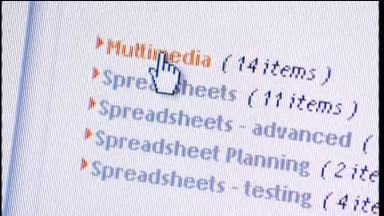 Multimedia (14 items)
Spreadsheets (11 items)
Spreadsheets - advanced (
Spreadsheet Planning (2 ite
Spreadsheets - testing (4 ite